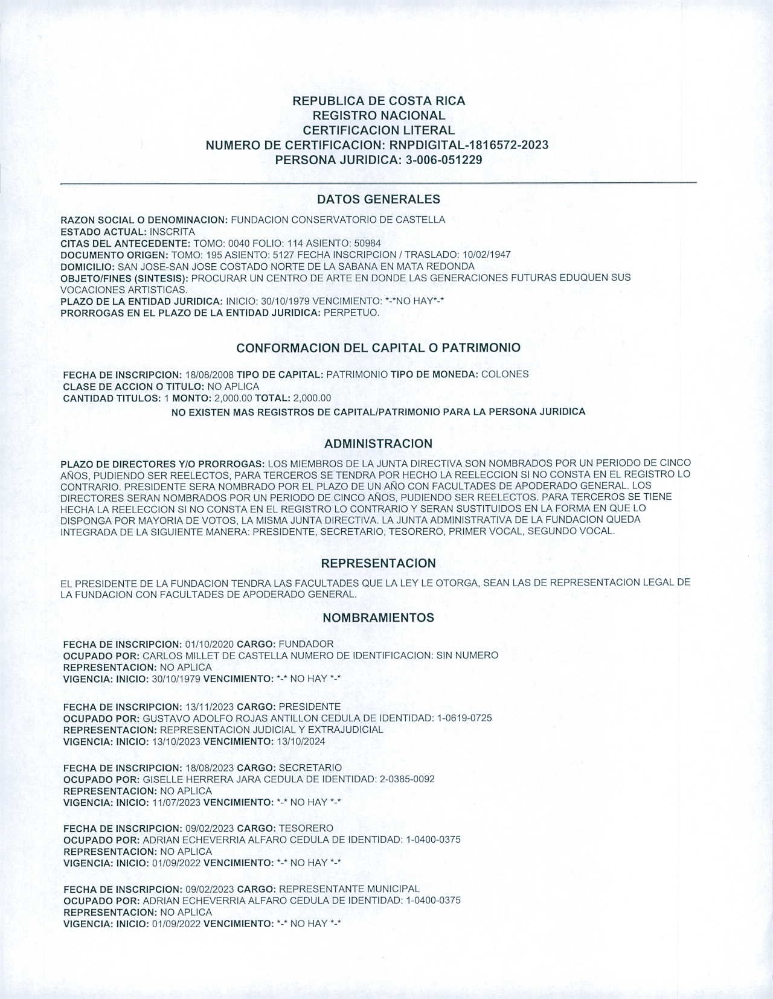 REPUBLICA DE COSTA RICA
REGISTRO NACIONAL
CERTIFICACION LITERAL
NUMERO DE CERTIFICACION: RNPDIGITAL-1816572-2023
PERSONA JURIDICA: 3-006-051229
DATOS GENERALES
RAZON SOCIAL O DENOMINACION: FUNDACION CONSERVATORIO DE CASTELLA
ESTADO ACTUAL: INSCRITA
CITAS DEL ANTECEDENTE: TOMO: 0040 FOLIO: 114 ASIENTO: 50984
DOCUMENTO ORIGEN: TOMO: 195 ASIENTO: 5127 FECHA INSCRIPCION / TRASLADO: 10/02/1947
DOMICILIO: SAN JOSE-SAN JOSE COSTADO NORTE DE LA SABANA EN MATA REDONDA
OBJETO/FINES (SINTESIS): PROCURAR UN CENTRO DE ARTE EN DONDE LAS GENERACIONES FUTURAS EDUQUEN SUS
VOCACIONES ARTISTICAS.
PLAZO DE LA ENTIDAD JURIDICA: INICIO: 30/10/1979 VENCIMIENTO: *-*NO HAY*-*
PRORROGAS EN EL PLAZO DE LA ENTIDAD JURIDICA: PERPETUO.
CONFORMACION DEL CAPITAL O PATRIMONIO
FECHA DE INSCRIPCION: 18/08/2008 TIPO DE CAPITAL: PATRIMONIO TIPO DE MONEDA: COLONES
CLASE DE ACCION O TITULO: NO APLICA
CANTIDAD TITULOS: 1 MONTO: 2,000.00 TOTAL: 2,000.00
NO EXISTEN MAS REGISTROS DE CAPITAL/PATRIMONIO PARA LA PERSONA JURIDICA
ADMINISTRACION
PLAZO DE DIRECTORES Y/O PRORROGAS: LOS MIEMBROS DE LA JUNTA DIRECTIVA SON NOMBRADOS POR UN PERIODO DE CINCO
AÑOS, PUDIENDO SER REELECTOS, PARA TERCEROS SE TENDRA POR HECHO LA REELECCION SI NO CONSTA EN EL REGISTRO LO
CONTRARIO. PRESIDENTE SERA NOMBRADO POR EL PLAZO DE UN AÑO CON FACULTADES DE APODERADO GENERAL. LOS
DIRECTORES SERAN NOMBRADOS POR UN PERIODO DE CINCO AÑOS, PUDIENDO SER REELECTOS. PARA TERCEROS SE TIENE
HECHA LA REELECCION SI NO CONSTA EN EL REGISTRO LO CONTRARIO Y SERAN SUSTITUIDOS EN LA FORMA EN QUE LO
DISPONGA POR MAYORIA DE VOTOS, LA MISMA JUNTA DIRECTIVA. LA JUNTA ADMINISTRATIVA DE LA FUNDACION QUEDA
INTEGRADA DE LA SIGUIENTE MANERA: PRESIDENTE, SECRETARIO, TESORERO, PRIMER VOCAL, SEGUNDO VOCAL.
REPRESENTACION
EL PRESIDENTE DE LA FUNDACION TENDRA LAS FACULTADES QUE LA LEY LE OTORGA, SEAN LAS DE REPRESENTACION LEGAL DE
LA FUNDACION CON FACULTADES DE APODERADO GENERAL.
NOMBRAMIENTOS
FECHA DE INSCRIPCION: 01/10/2020 CARGO: FUNDADOR
OCUPADO POR: CARLOS MILLET DE CASTELLA NUMERO DE IDENTIFICACION: SIN NUMERO
REPRESENTACION: NO APLICA
VIGENCIA: INICIO: 30/10/1979 VENCIMIENTO: *-* NO HAY *-*
FECHA DE INSCRIPCION: 13/11/2023 CARGO: PRESIDENTE
OCUPADO POR: GUSTAVO ADOLFO ROJAS ANTILLON CEDULA DE IDENTIDAD: 1-0619-0725
REPRESENTACION: REPRESENTACION JUDICIAL Y EXTRAJUDICIAL
VIGENCIA: INICIO: 13/10/2023 VENCIMIENTO: 13/10/2024
FECHA DE INSCRIPCION: 18/08/2023 CARGO: SECRETARIO
OCUPADO POR: GISELLE HERRERA JARA CEDULA DE IDENTIDAD: 2-0385-0092
REPRESENTACION: NO APLICA
VIGENCIA: INICIO: 11/07/2023 VENCIMIENTO: *-* NO HAY *-*
FECHA DE INSCRIPCION: 09/02/2023 CARGO: TESORERO
OCUPADO POR: ADRIAN ECHEVERRIA ALFARO CEDULA DE IDENTIDAD: 1-0400-0375
REPRESENTACION: NO APLICA
VIGENCIA: INICIO: 01/09/2022 VENCIMIENTO: *-* NO HAY *-*
FECHA DE INSCRIPCION: 09/02/2023 CARGO: REPRESENTANTE MUNICIPAL
OCUPADO POR: ADRIAN ECHEVERRIA ALFARO CEDULA DE IDENTIDAD: 1-0400-0375
REPRESENTACION: NO APLICA
VIGENCIA: INICIO: 01/09/2022 VENCIMIENTO: *-* NO HAY *-*